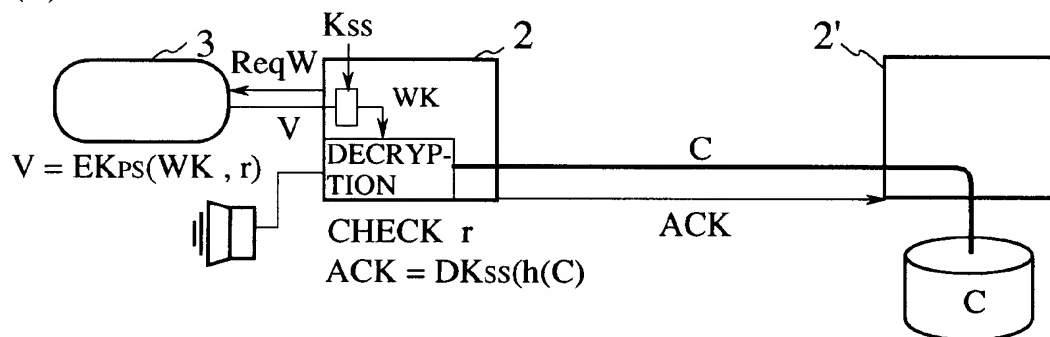 3
ReqW
V
V = EKPS(WK , r)
Kss
2
WK
DECRYP-
TION
CHECK r
ACK = DKss(h(C)
C
ACK
2'
C